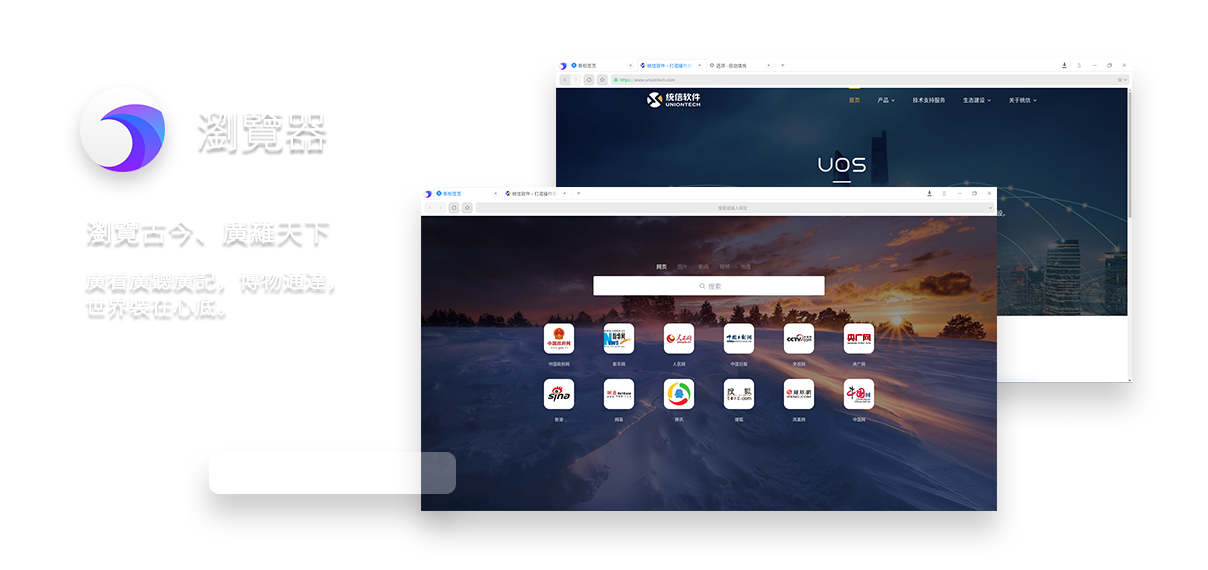 瀏覽器
瀏覽古今、廣羅天下
廣看廣聽廣記，博物通達，
世界裝在心底。
新标签页
统信软件 - 打造操作系
选项 - 自动填充
https://www.uniontech.com
统信软件
UNIONTECH
首页
产品
技术支持服务
生态建设
关于统信
UOS
新标签页
统信软件 - 打造操作系
搜索或输入网址
网页
图片
新闻
视频
地图
搜索
中国政府网
新华网
人民网
中国日报
央视网
央广网
新浪
网易
腾讯
搜狐
凤凰网
中国网